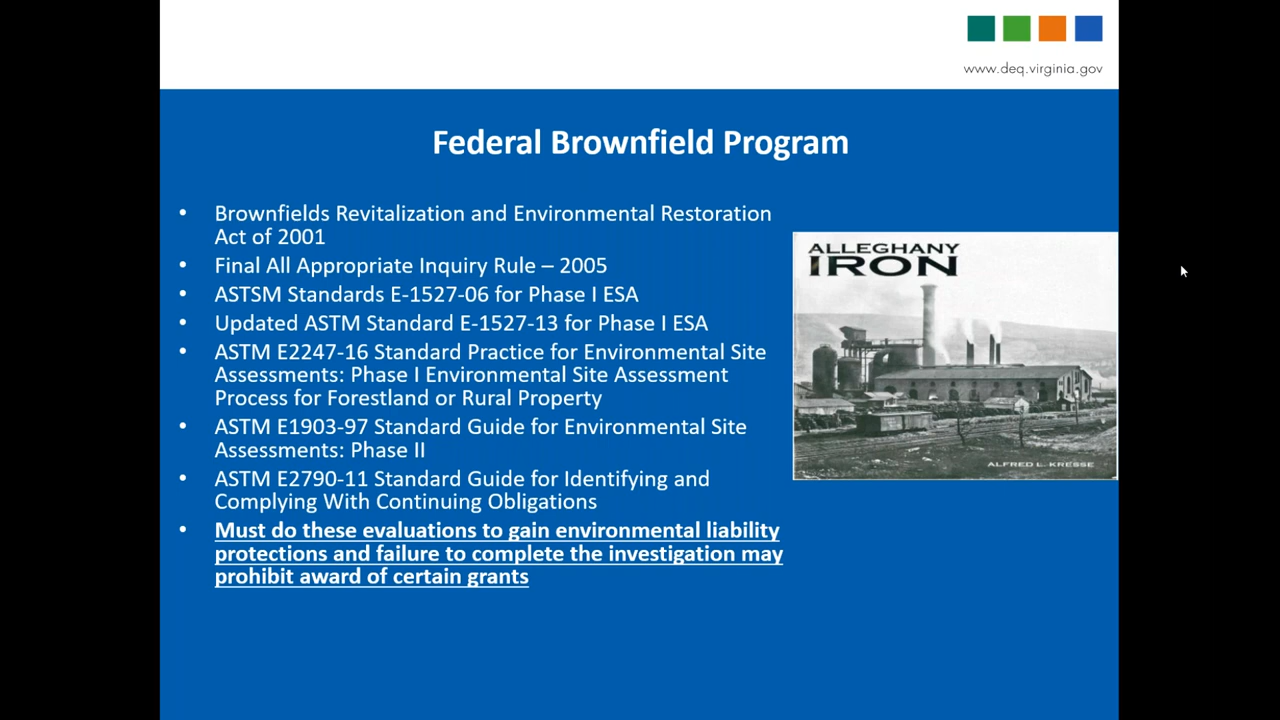 www.deq.virginia.gov
Federal Brownfield Program
• Brownfields Revitalization and Environmental Restoration
Act of 2001
• Final All Appropriate Inquiry Rule – 2005
• ASTSM Standards E-1527-06 for Phase I ESA
• Updated ASTM Standard E-1527-13 for Phase I ESA
• ASTM E2247-16 Standard Practice for Environmental Site
Assessments: Phase I Environmental Site Assessment
Process for Forestland or Rural Property
• ASTM E1903-97 Standard Guide for Environmental Site
Assessments: Phase II
• ASTM E2790-11 Standard Guide for Identifying and
Complying With Continuing Obligations
• Must do these evaluations to gain environmental liability
protections and failure to complete the investigation may
prohibit award of certain grants
ALLEGHANY
IRON
ALFRED L. KRESSE